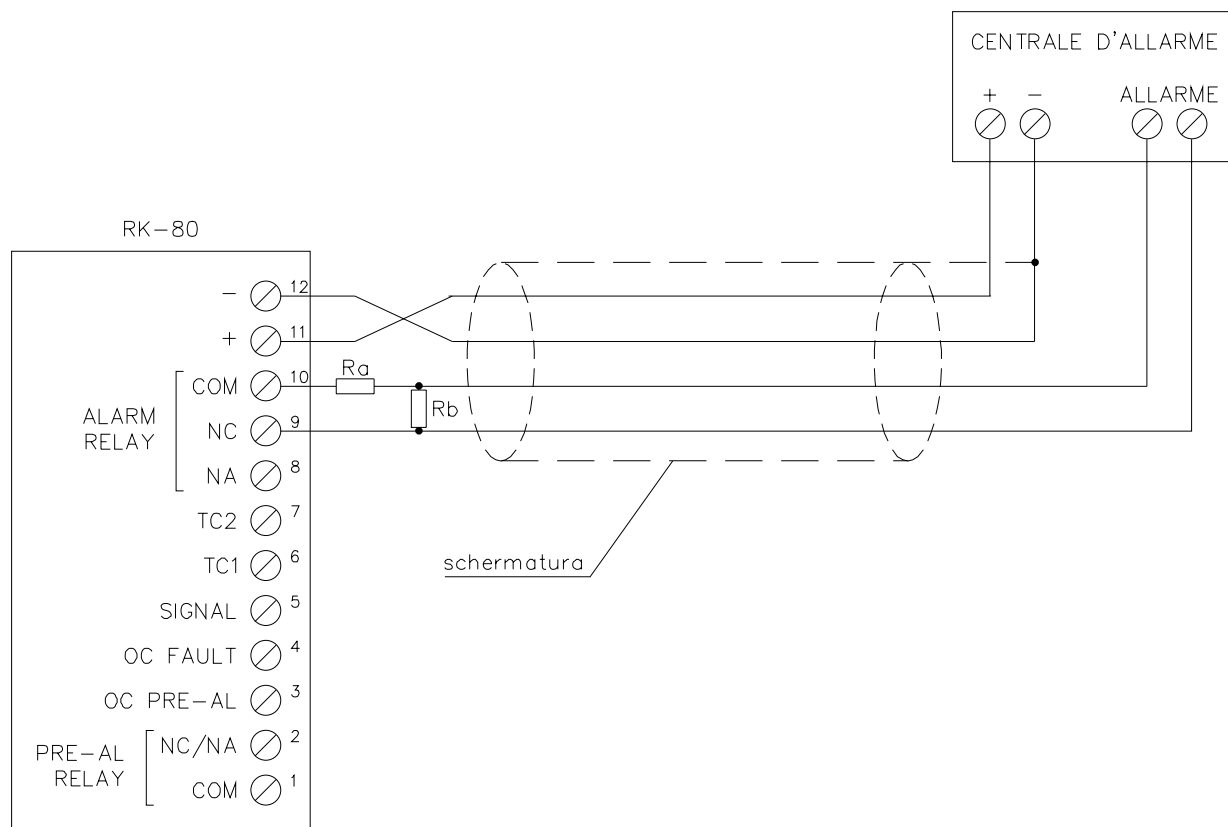 CENTRALE D'ALLARME
+ - ALLARME
RK-80
- 12
+ 11
COM 10
Ra
Rb
ALARM RELAY
NC 9
NA 8
TC2 7
TC1 6
schermatura
SIGNAL 5
OC FAULT 4
OC PRE-AL 3
PRE-AL RELAY
NC/NA 2
COM 1